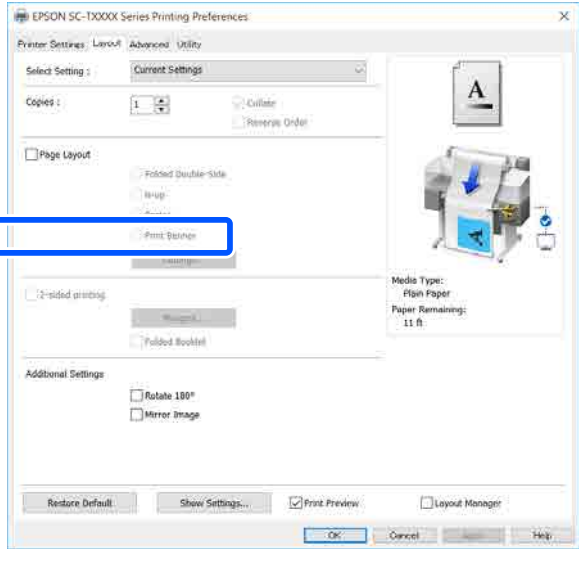 EPSON SC-TXXXX Series Printing Preferences
Printer Settings Layout Advanced Utility
Select Setting : Current Settings
Copies : 1 Collate
Reverse Order
Page Layout
Folded Double-Side
N-up
Poster
Print Banner
Settings...
2-sided printing
Folded Booklet
Additional Settings
Rotate 180°
Mirror Image
A
Media Type:
Plain Paper
Paper Remaining:
11 ft
Restore Default Show Settings... Print Preview Layout Manager
OK Cancel Apply Help